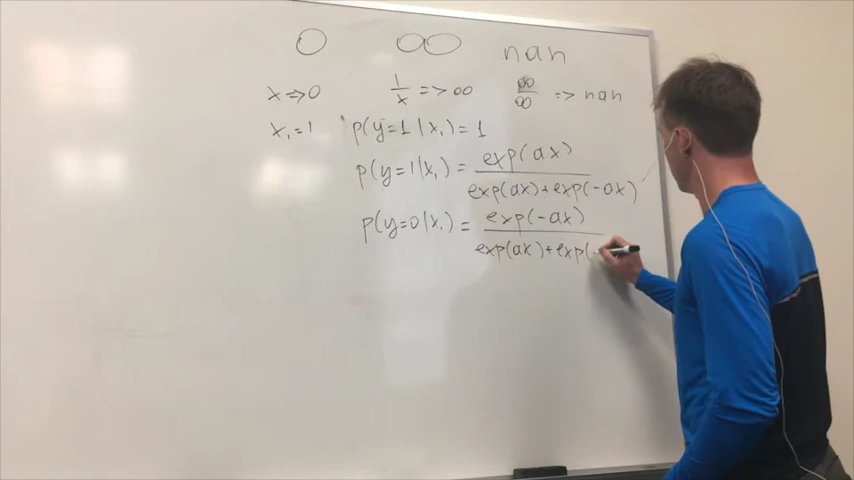 0 ∞ nan
x => 0 1/x => ∞ ∞/∞ => nan
x₁=1 p(y=1|x₁)=1
p(y=1|x₁) = exp(ax) / exp(ax)+exp(-ax)
p(y=0|x₁) = exp(-ax) / exp(ax)+exp(